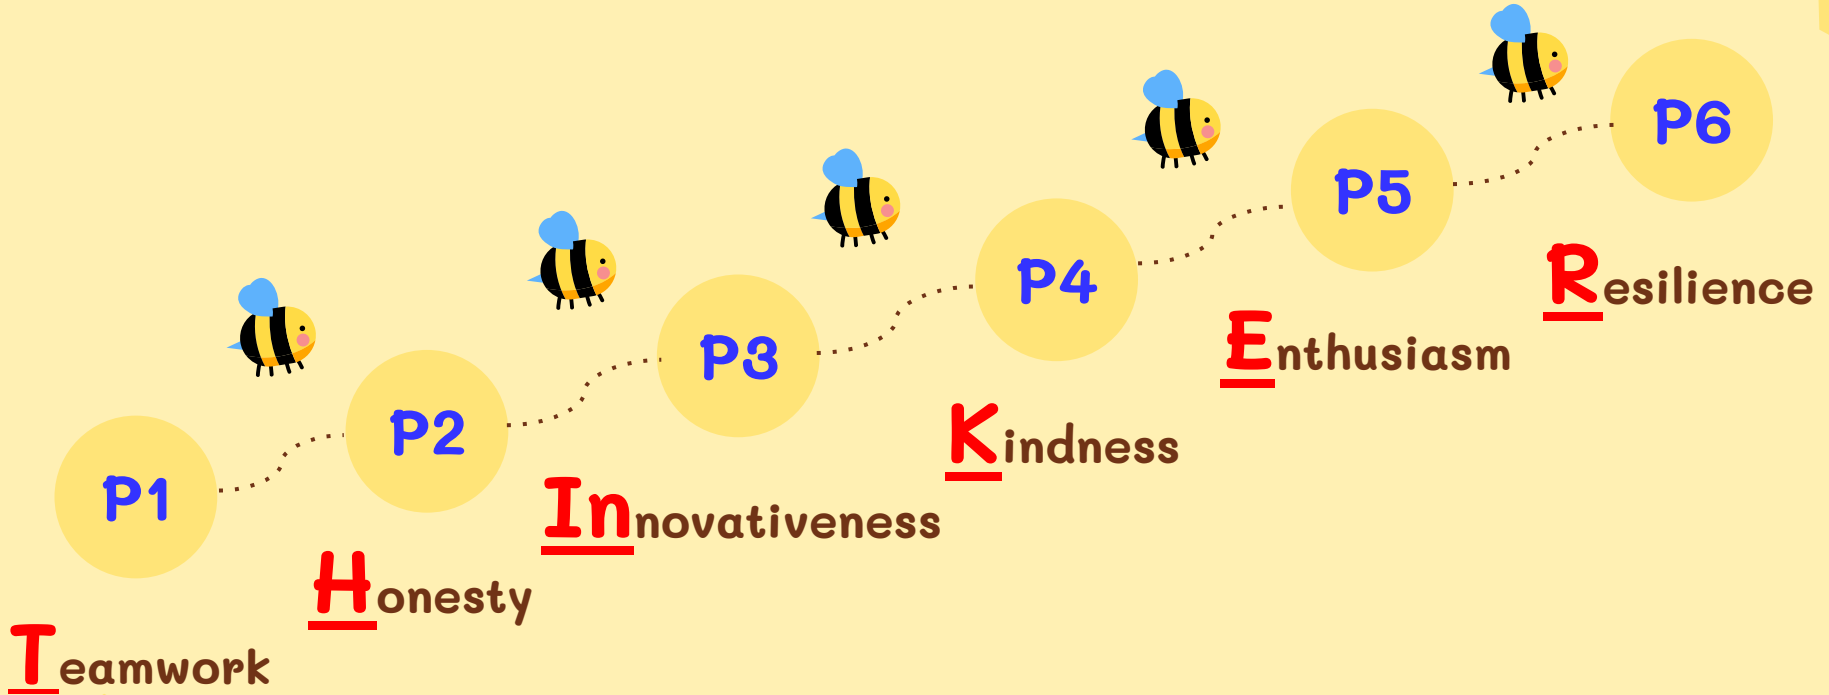 P1
Teamwork
P2
Honesty
P3
Innovativeness
P4
Kindness
P5
Enthusiasm
P6
Resilience